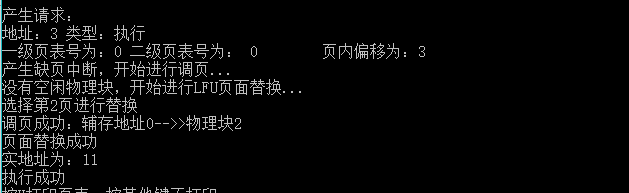 产生请求：
地址：3 类型：执行
一级页表号为：0 二级页表号为： 0 页内偏移为：3
产生缺页中断，开始进行调页...
没有空闲物理块，开始进行LFU页面替换...
选择第2页进行替换
调页成功：辅存地址0-->>物理块2
页面替换成功
实地址为：11
执行成功